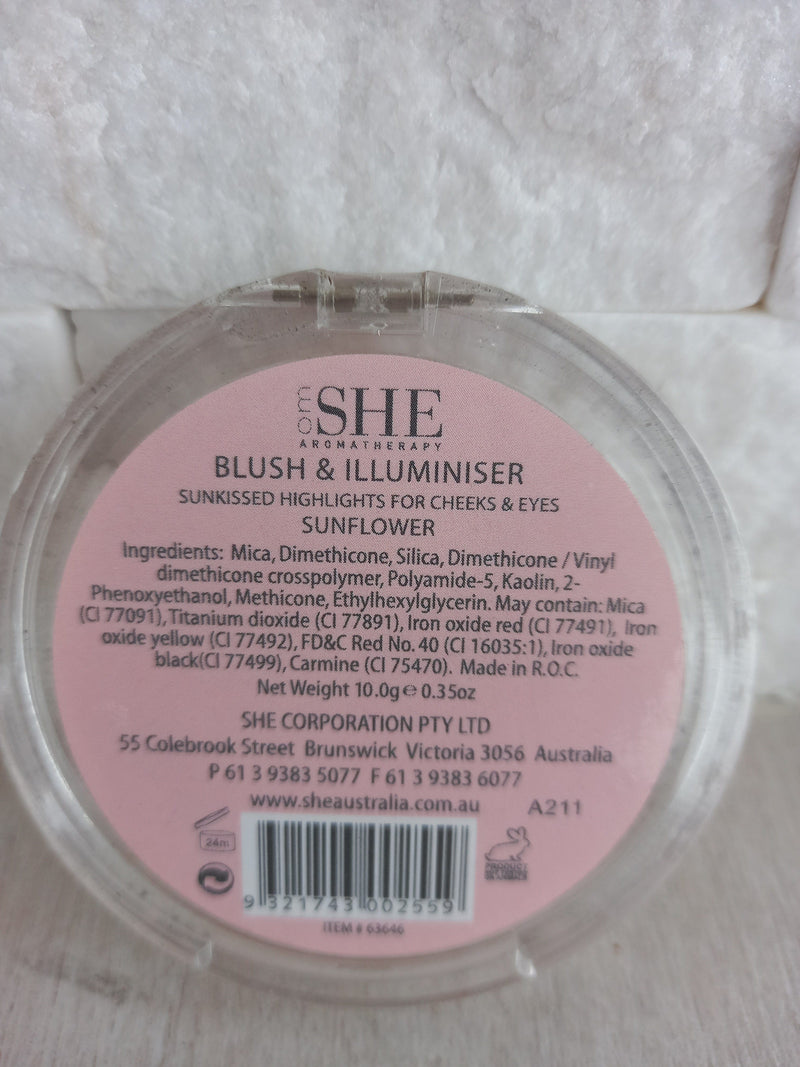 om SHE
AROMATHERAPY
BLUSH & ILLUMINISER
SUNKISSED HIGHLIGHTS FOR CHEEKS & EYES
SUNFLOWER
Ingredients: Mica, Dimethicone, Silica, Dimethicone / Vinyl
dimethicone crosspolymer, Polyamide-5, Kaolin, 2-
Phenoxyethanol, Methicone, Ethylhexylglycerin. May contain: Mica
(CI 77091), Titanium dioxide (CI 77891), Iron oxide red (CI 77491), Iron
oxide yellow (CI 77492), FD&C Red No. 40 (CI 16035:1), Iron oxide
black(CI 77499), Carmine (CI 75470). Made in R.O.C.
Net Weight 10.0g e 0.35oz
SHE CORPORATION PTY LTD
55 Colebrook Street Brunswick Victoria 3056 Australia
P 61 3 9383 5077 F 61 3 9383 6077
www.sheaustralia.com.au A211
24m
PRODUCT
9 321743 002559
ITEM # 63646